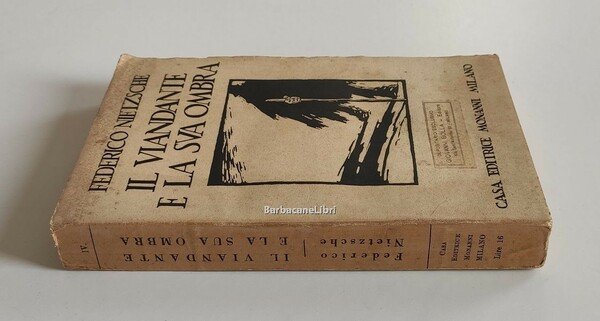 FEDERICO NIETZSCHE
IL VIANDANTE
E LA SVA OMBRA
CASA EDITRICE MONANNI MILANO
BarbacaneLibri
IV.
IL VIANDANTE
E LA SUA OMBRA
Federico
Nietzsche
CASA
EDITRICE
MONANNI
MILANO
Lire 16